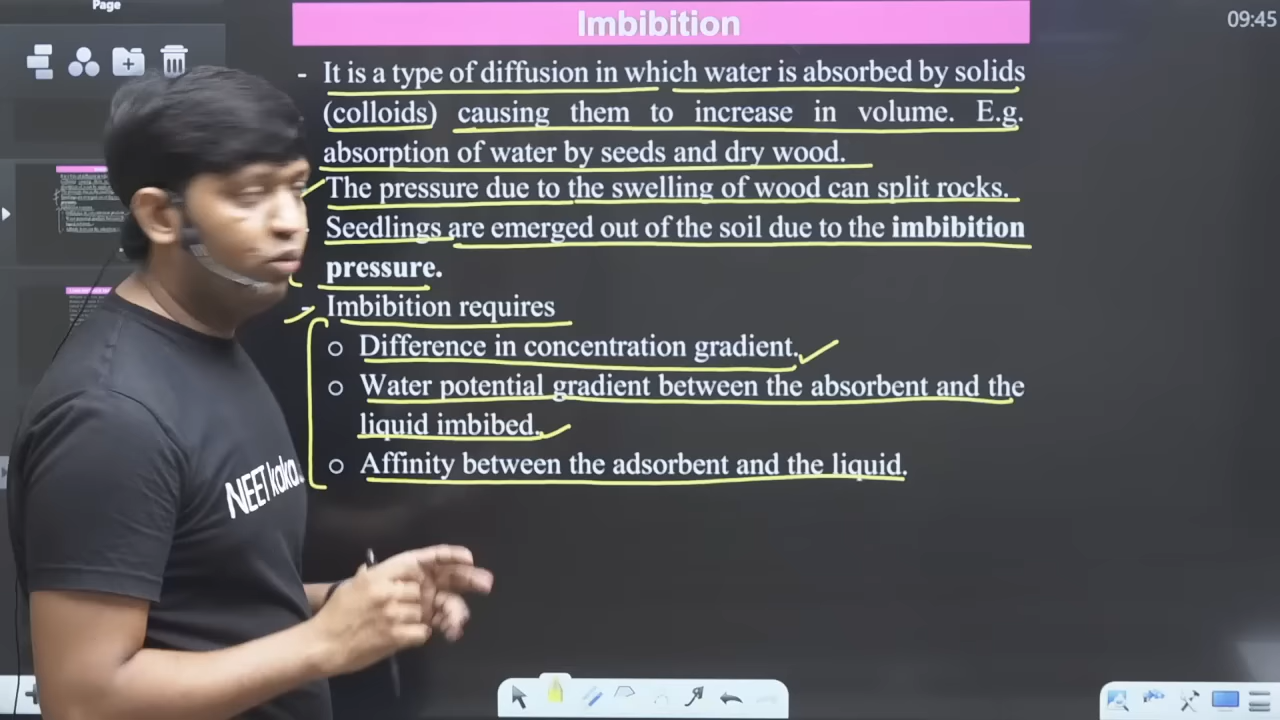 Page
Imbibition
09:45
- It is a type of diffusion in which water is absorbed by solids
(colloids) causing them to increase in volume. E.g.
absorption of water by seeds and dry wood.
The pressure due to the swelling of wood can split rocks.
Seedlings are emerged out of the soil due to the imbibition
pressure.
- Imbibition requires
o Difference in concentration gradient.
o Water potential gradient between the absorbent and the
liquid imbibed.
o Affinity between the adsorbent and the liquid.
NEET kaka